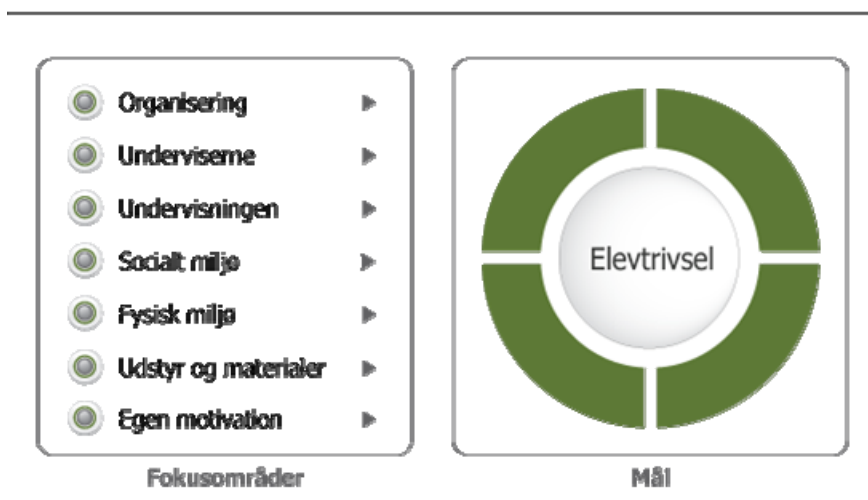 Organisering
Underviserne
Undervisningen
Socialt miljø
Fysisk miljø
Udstyr og materialer
Egen motivation
Fokusområder
Elevtrivsel
Mål